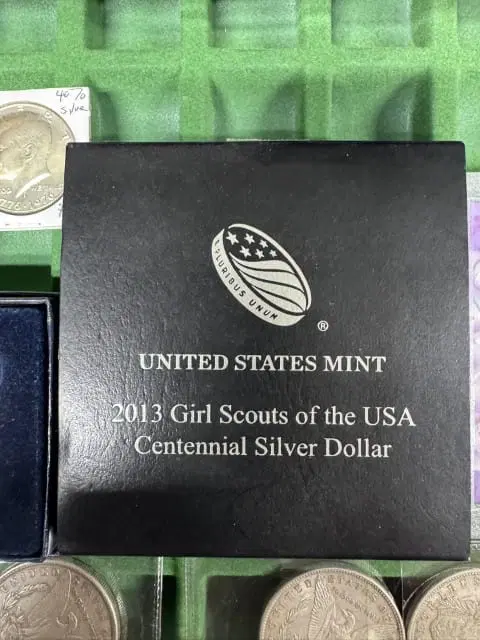 40%
Silver
E PLURIBUS UNUM
®
UNITED STATES MINT
2013 Girl Scouts of the USA
Centennial Silver Dollar